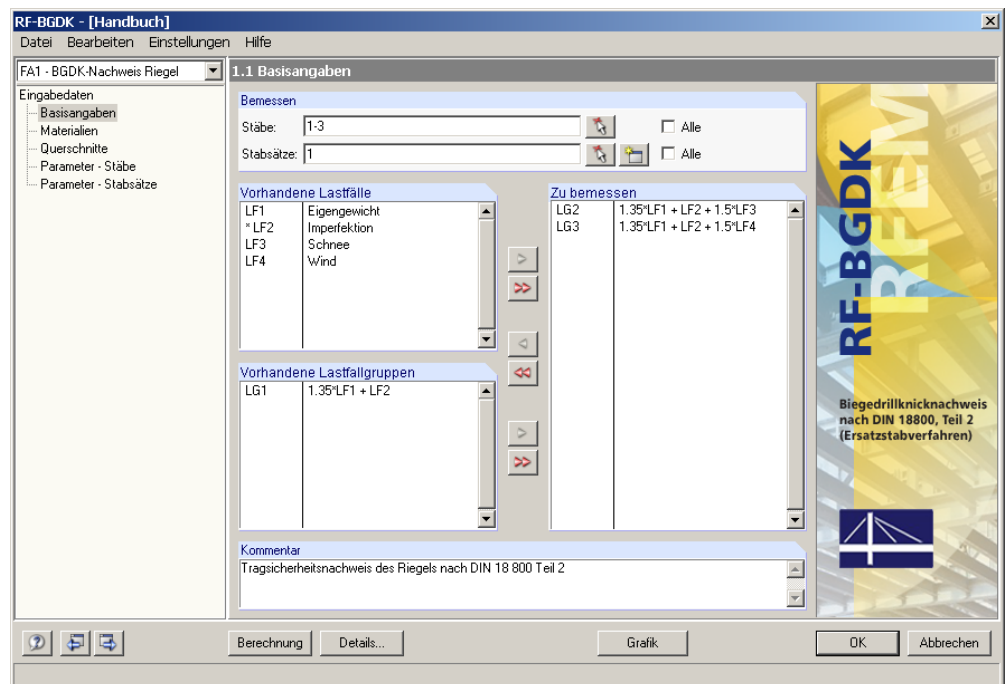 RF-BGDK - [Handbuch]
Datei Bearbeiten Einstellungen Hilfe
FA1 - BGDK-Nachweis Riegel
1.1 Basisangaben
Eingabedaten
Basisangaben
Materialien
Querschnitte
Parameter - Stäbe
Parameter - Stabsätze
Bemessen
Stäbe: 1-3 Alle
Stabsätze: 1 Alle
Vorhandene Lastfälle
LF1 Eigengewicht
* LF2 Imperfektion
LF3 Schnee
LF4 Wind
Zu bemessen
LG2 1.35*LF1 + LF2 + 1.5*LF3
LG3 1.35*LF1 + LF2 + 1.5*LF4
> 
>>
<
<<
>
>>
Vorhandene Lastfallgruppen
LG1 1.35*LF1 + LF2
Kommentar
Tragsicherheitsnachweis des Riegels nach DIN 18 800 Teil 2
RF-BGDK
RFEM
Biegedrillknicknachweis
nach DIN 18800, Teil 2
(Ersatzstabverfahren)
Berechnung Details... Grafik OK Abbrechen